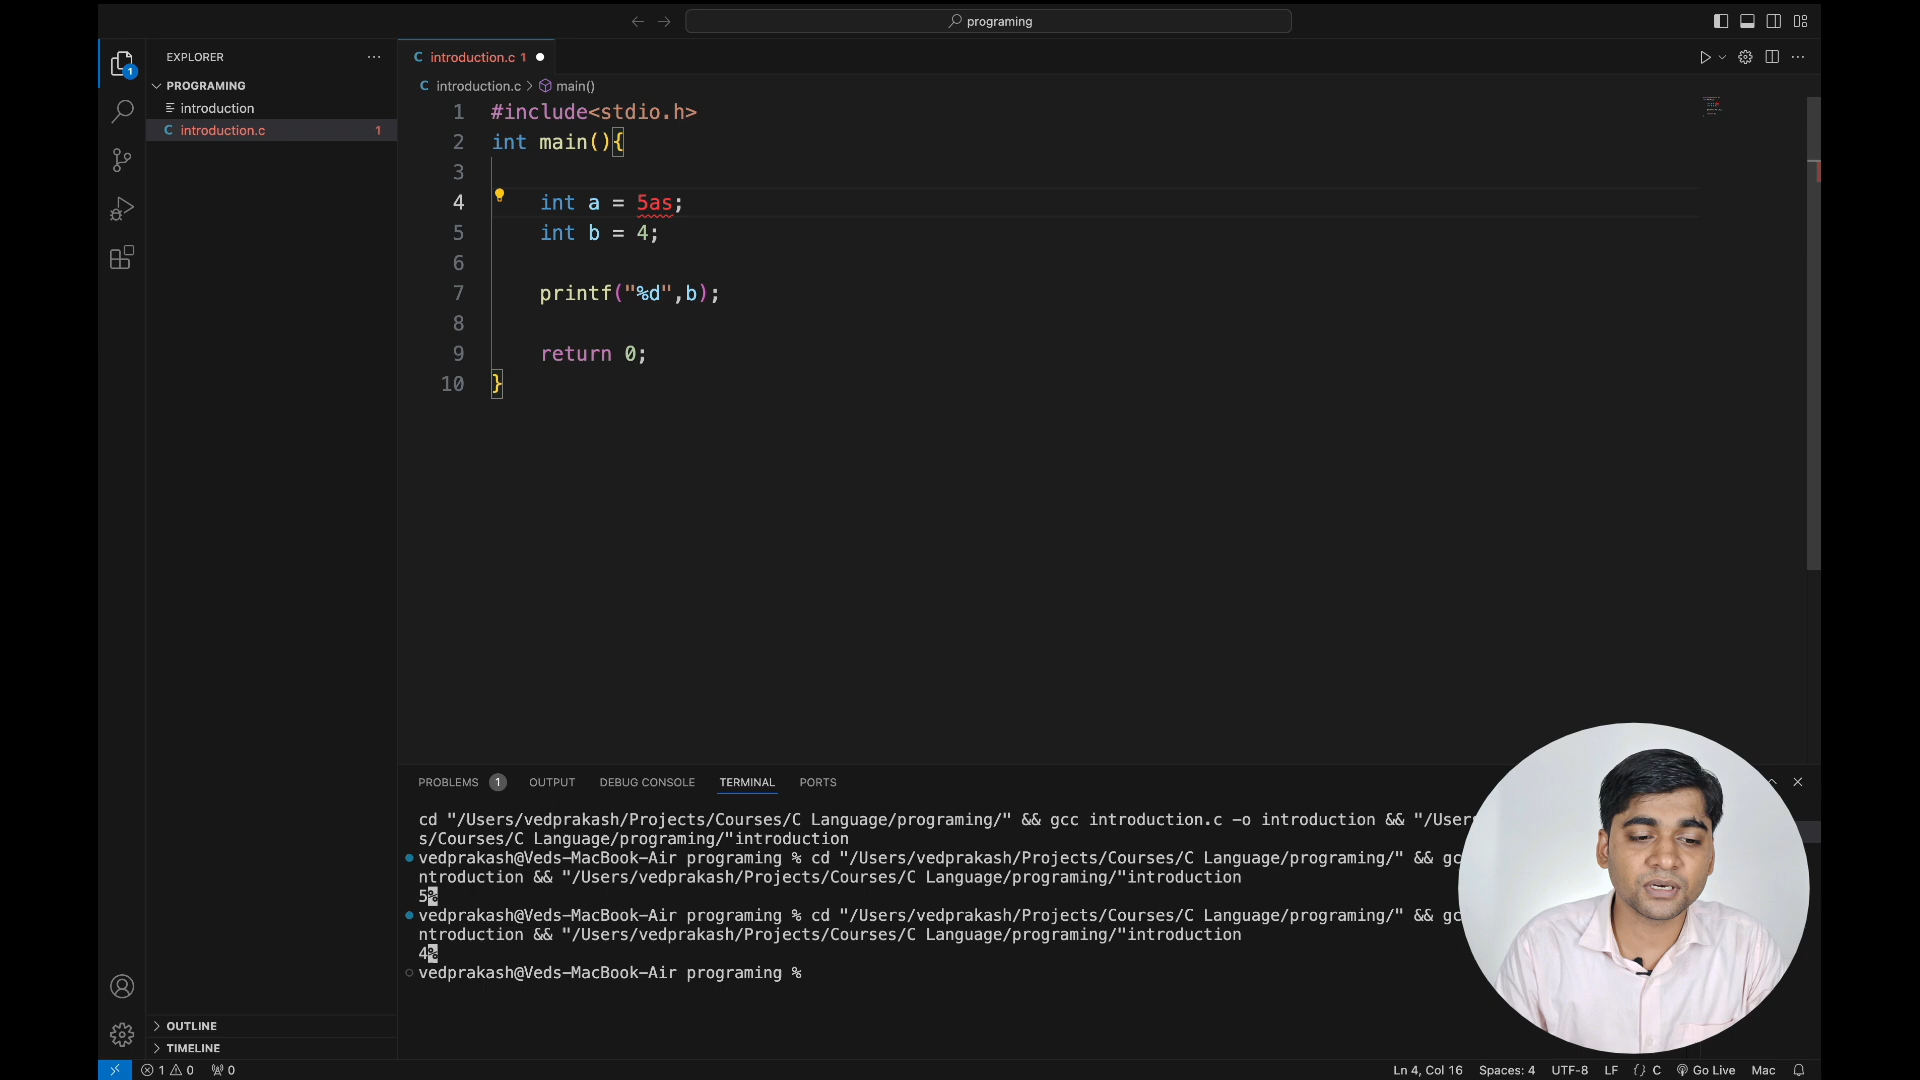 programing
EXPLORER
PROGRAMING
introduction
introduction.c 1
introduction.c 1
introduction.c > main()
1 #include<stdio.h>
2 int main(){
3
4 int a = 5as;
5 int b = 4;
6
7 printf("%d",b);
8
9 return 0;
10 }
PROBLEMS 1 OUTPUT DEBUG CONSOLE TERMINAL PORTS
cd "/Users/vedprakash/Projects/Courses/C Language/programing/" && gcc introduction.c -o introduction && "/Users
s/Courses/C Language/programing/"introduction
vedprakash@Veds-MacBook-Air programing % cd "/Users/vedprakash/Projects/Courses/C Language/programing/" && gc
ntroduction && "/Users/vedprakash/Projects/Courses/C Language/programing/"introduction
5%
vedprakash@Veds-MacBook-Air programing % cd "/Users/vedprakash/Projects/Courses/C Language/programing/" && gc
ntroduction && "/Users/vedprakash/Projects/Courses/C Language/programing/"introduction
4%
vedprakash@Veds-MacBook-Air programing %
OUTLINE
TIMELINE
1 0 0
Ln 4, Col 16 Spaces: 4 UTF-8 LF {} C Go Live Mac